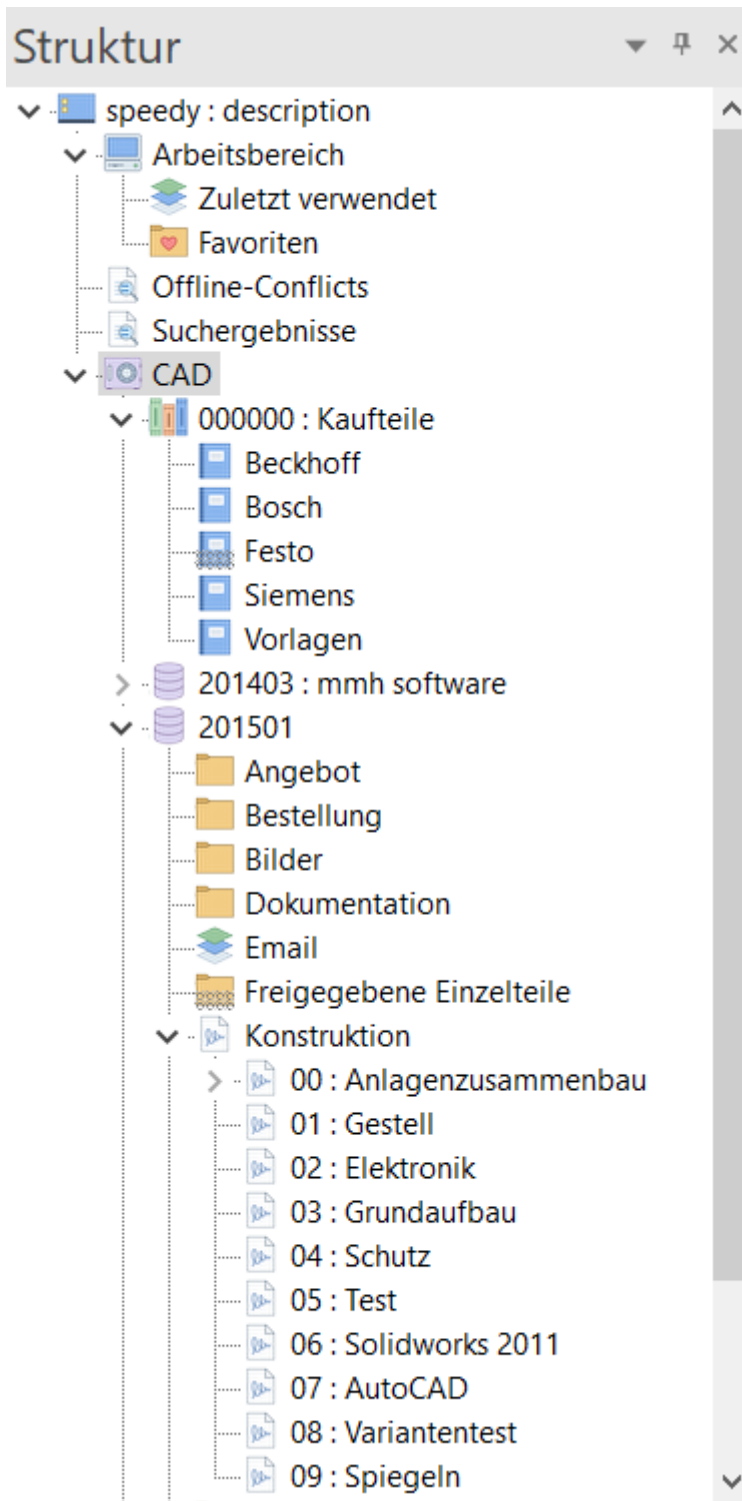 Struktur
speedy : description
Arbeitsbereich
Zuletzt verwendet
Favoriten
Offline-Conflicts
Suchergebnisse
CAD
000000 : Kaufteile
Beckhoff
Bosch
Festo
Siemens
Vorlagen
201403 : mmh software
201501
Angebot
Bestellung
Bilder
Dokumentation
Email
Freigegebene Einzelteile
Konstruktion
00 : Anlagenzusammenbau
01 : Gestell
02 : Elektronik
03 : Grundaufbau
04 : Schutz
05 : Test
06 : Solidworks 2011
07 : AutoCAD
08 : Variantentest
09 : Spiegeln